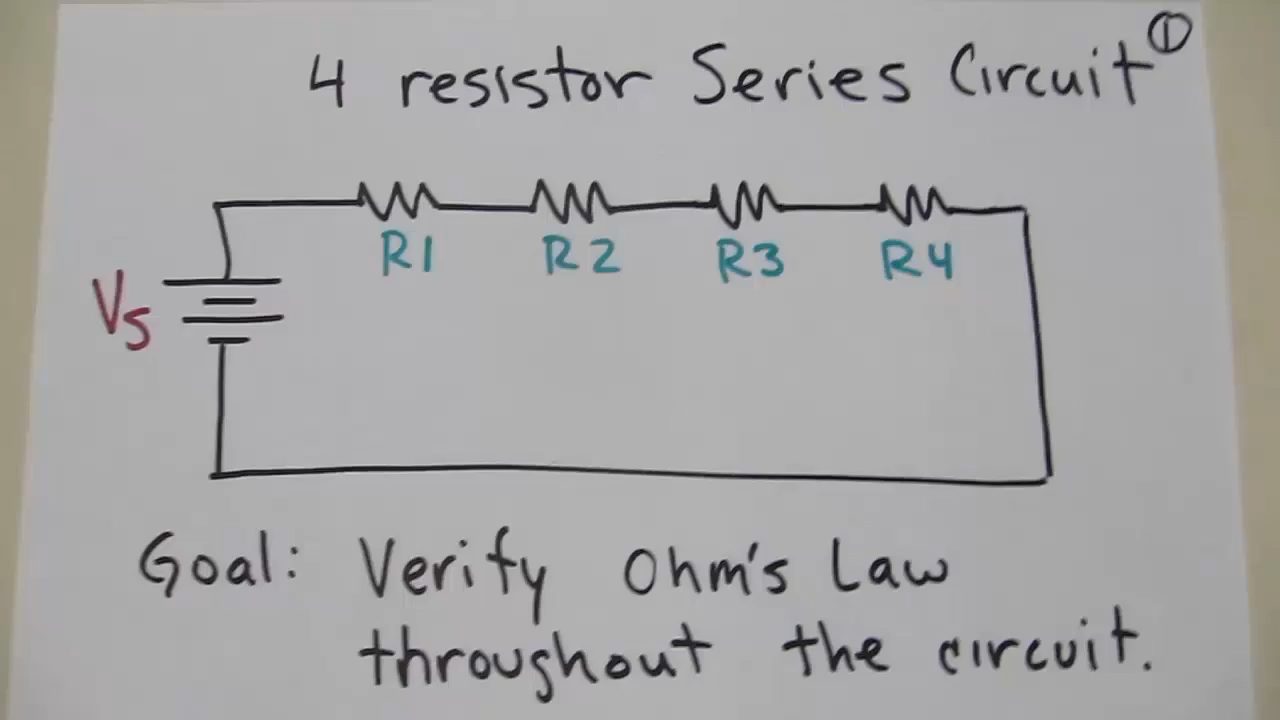 4 resistor Series Circuit ①
R1 R2 R3 R4
Vs
Goal: Verify Ohm's Law
throughout the circuit.